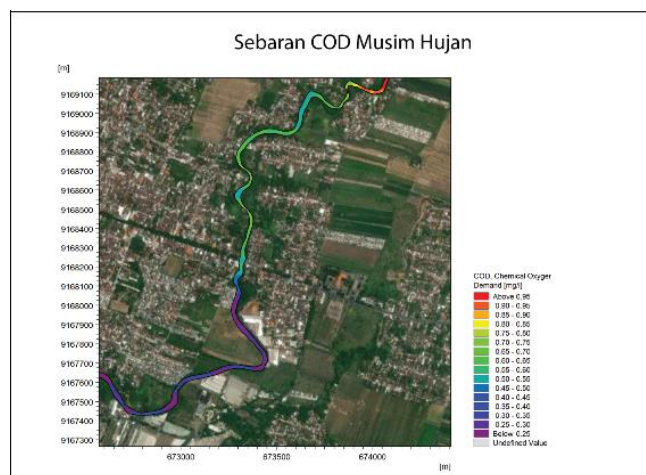 Sebaran COD Musim Hujan
[m]
9169100
9169000
9168900
9168800
9168700
9168600
9168500
9168400
9168300
9168200
9168100
9168000
9167900
9167800
9167700
9167600
9167500
9167400
9167300
673000
673500
674000
[m]
COD, Chemical Oxyger
Demand [mg/l]
Above 0.95
0.90 - 0.95
0.85 - 0.90
0.80 - 0.85
0.75 - 0.80
0.70 - 0.75
0.65 - 0.70
0.60 - 0.65
0.55 - 0.60
0.50 - 0.55
0.45 - 0.50
0.40 - 0.45
0.35 - 0.40
0.30 - 0.35
0.25 - 0.30
Below 0.25
Undefined Value